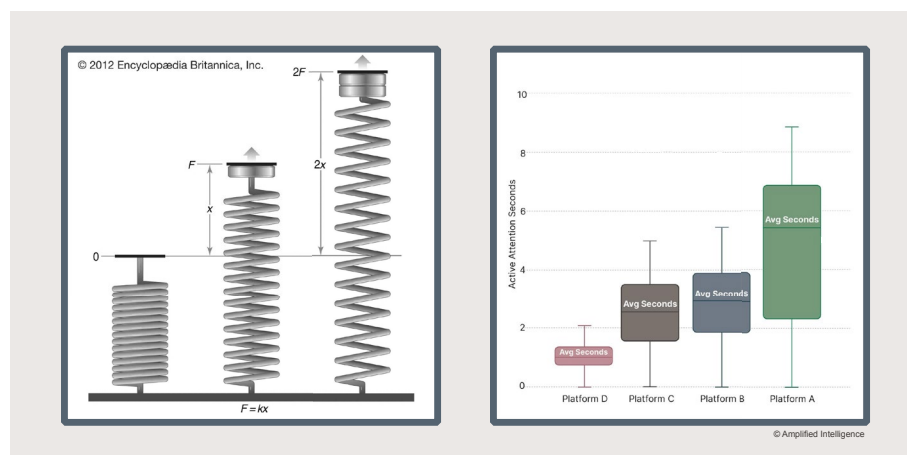 © 2012 Encyclopædia Britannica, Inc.
2F
F
2x
x
0
F = kx
10
8
6
4
2
0
Active Attention Seconds
Avg Seconds
Avg Seconds
Avg Seconds
Avg Seconds
Platform D Platform C Platform B Platform A
© Amplified Intelligence